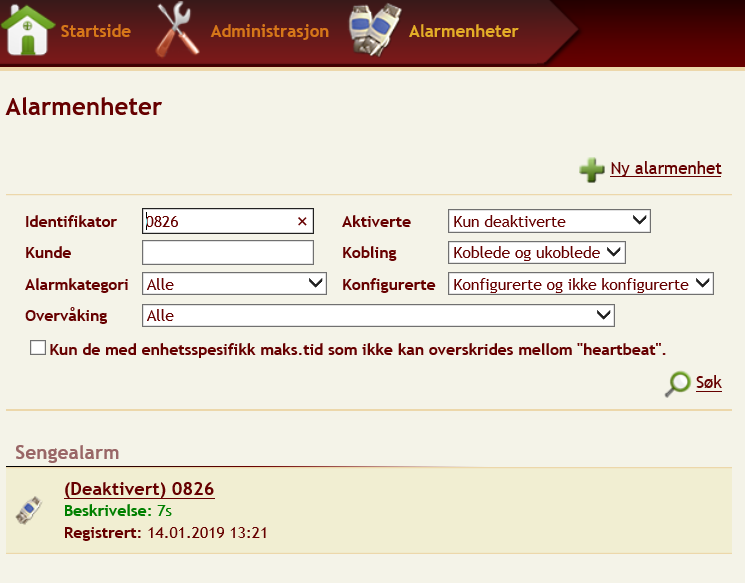 Startside Administrasjon Alarmenheter
Alarmenheter
Ny alarmenhet
Identifikator 0826 × Aktiverte Kun deaktiverte
Kunde Kobling Koblede og ukoblede
Alarmkategori Alle Konfigurerte Konfigurerte og ikke konfigurerte
Overvåking Alle
Kun de med enhetsspesifikk maks.tid som ikke kan overskrides mellom "heartbeat".
Søk
Sengealarm
(Deaktivert) 0826
Beskrivelse: 7s
Registrert: 14.01.2019 13:21